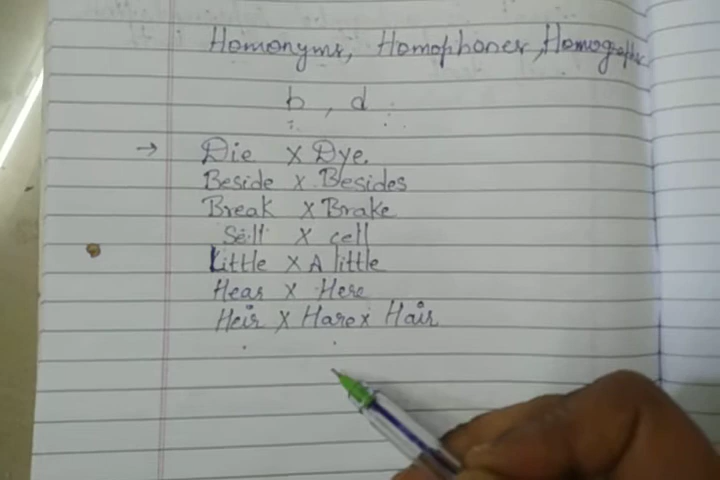 Homonyms, Homophones, Homographs
b, d
→ Die X Dye.
Beside X Besides
Break X Brake
Sell X cell
Little X A little
Hear X Here
Heir X Hare X Hair